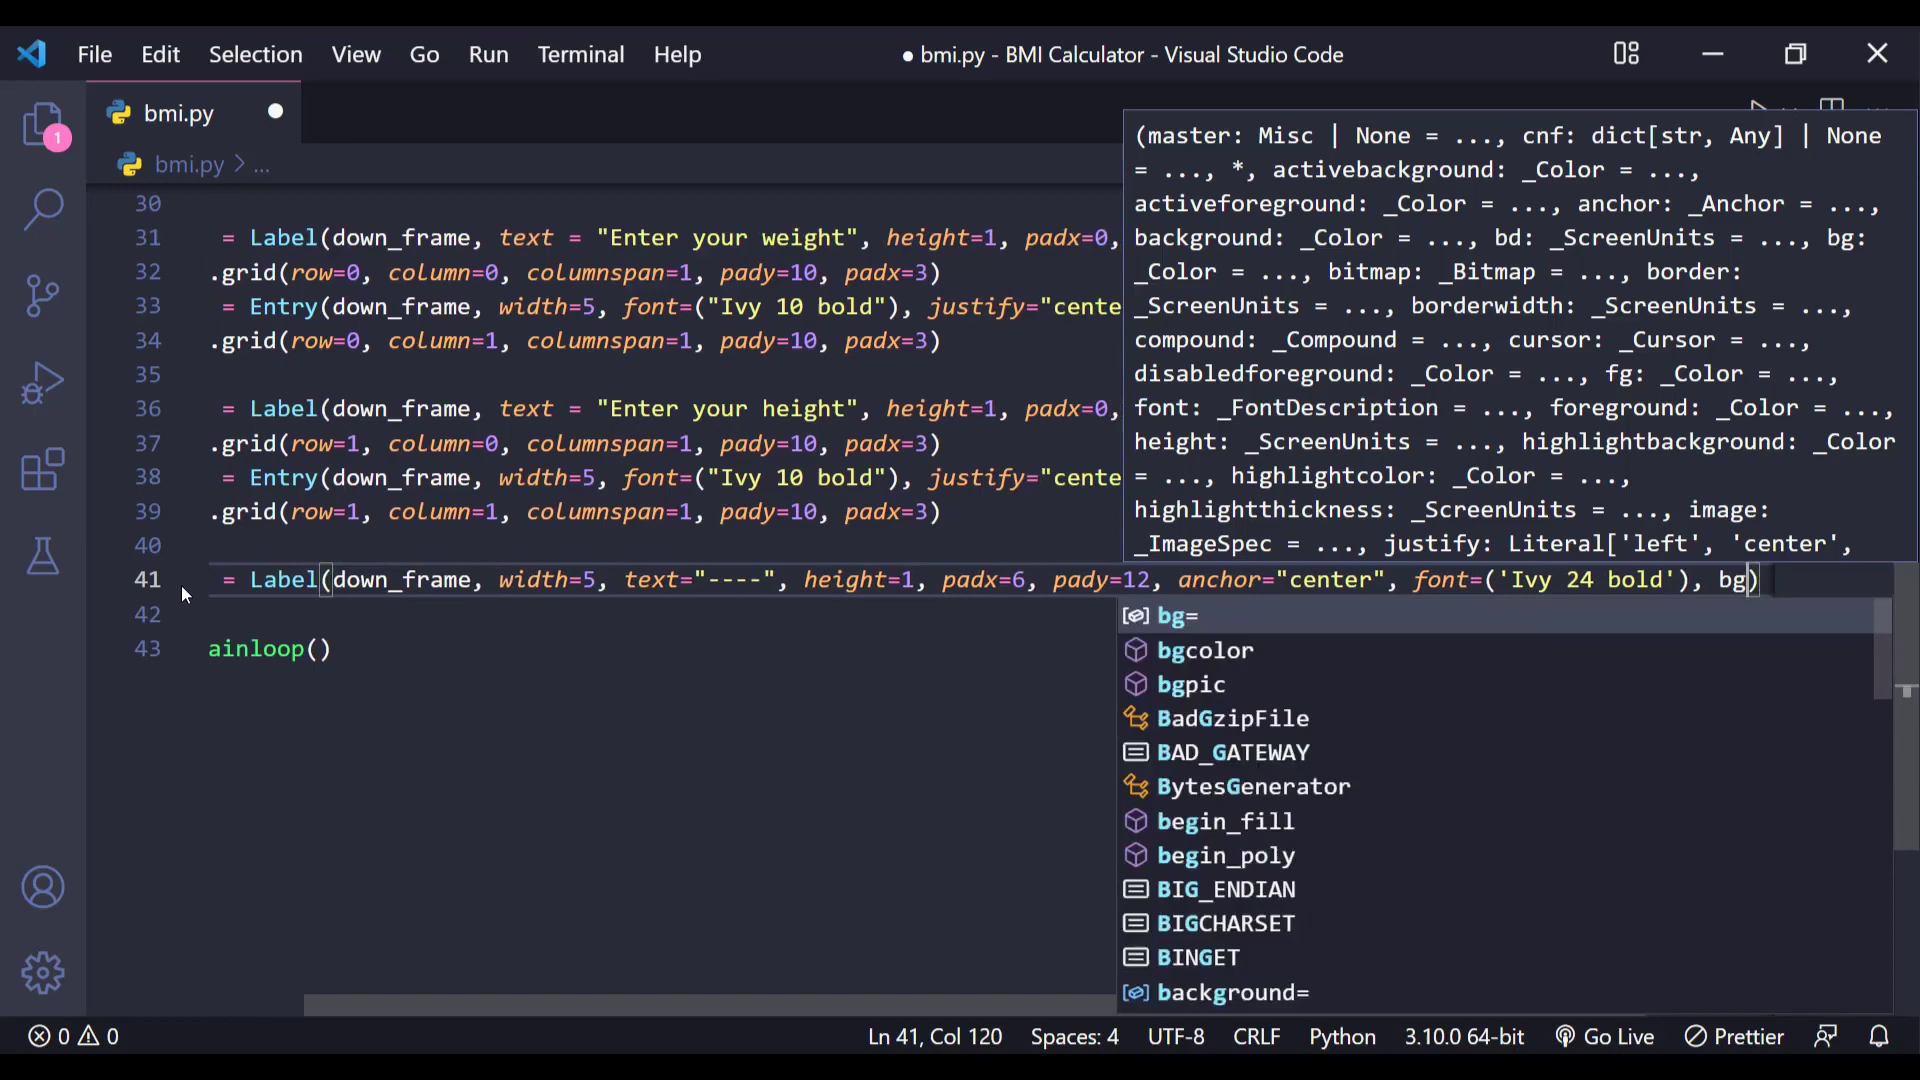 File Edit Selection View Go Run Terminal Help
● bmi.py - BMI Calculator - Visual Studio Code
1
bmi.py
bmi.py > ...
(master: Misc | None = ..., cnf: dict[str, Any] | None
= ..., *, activebackground: _Color = ...,
activeforeground: _Color = ..., anchor: _Anchor = ...,
background: _Color = ..., bd: _ScreenUnits = ..., bg:
_Color = ..., bitmap: _Bitmap = ..., border:
_ScreenUnits = ..., borderwidth: _ScreenUnits = ...,
compound: _Compound = ..., cursor: _Cursor = ...,
disabledforeground: _Color = ..., fg: _Color = ...,
font: _FontDescription = ..., foreground: _Color = ...,
height: _ScreenUnits = ..., highlightbackground: _Color
= ..., highlightcolor: _Color = ...,
highlightthickness: _ScreenUnits = ..., image:
_ImageSpec = ..., justify: Literal['left', 'center',
30
31 = Label(down_frame, text = "Enter your weight", height=1, padx=0,
32 .grid(row=0, column=0, columnspan=1, pady=10, padx=3)
33 = Entry(down_frame, width=5, font=("Ivy 10 bold"), justify="cente
34 .grid(row=0, column=1, columnspan=1, pady=10, padx=3)
35
36 = Label(down_frame, text = "Enter your height", height=1, padx=0,
37 .grid(row=1, column=0, columnspan=1, pady=10, padx=3)
38 = Entry(down_frame, width=5, font=("Ivy 10 bold"), justify="cente
39 .grid(row=1, column=1, columnspan=1, pady=10, padx=3)
40
41 = Label(down_frame, width=5, text="----", height=1, padx=6, pady=12, anchor="center", font=('Ivy 24 bold'), bg)
42
43 ainloop()
bg=
bgcolor
bgpic
BadGzipFile
BAD_GATEWAY
BytesGenerator
begin_fill
begin_poly
BIG_ENDIAN
BIGCHARSET
BINGET
background=
0 0
Ln 41, Col 120 Spaces: 4 UTF-8 CRLF Python 3.10.0 64-bit Go Live Prettier